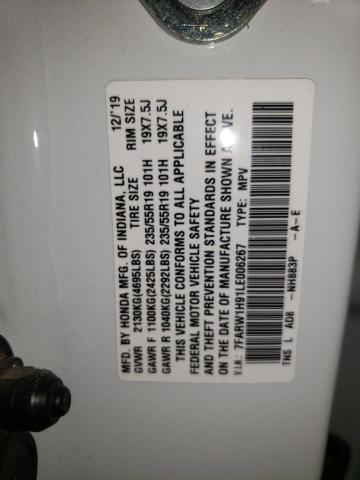 MFD. BY HONDA MFG. OF INDIANA, LLC 12/'19
TIRE SIZE RIM SIZE
GVWR 2130KG(4695LBS)
GAWR F 1100KG(2425LBS) 235/55R19 101H 19X7.5J
GAWR R 1040KG(2292LBS) 235/55R19 101H 19X7.5J
THIS VEHICLE CONFORMS TO ALL APPLICABLE
FEDERAL MOTOR VEHICLE SAFETY
AND THEFT PREVENTION STANDARDS IN EFFECT
ON THE DATE OF MANUFACTURE SHOWN ABOVE.
V.I.N.: 7FARW1H91LE006267 TYPE: MPV
TNS L AD8 -NH883P -A-E